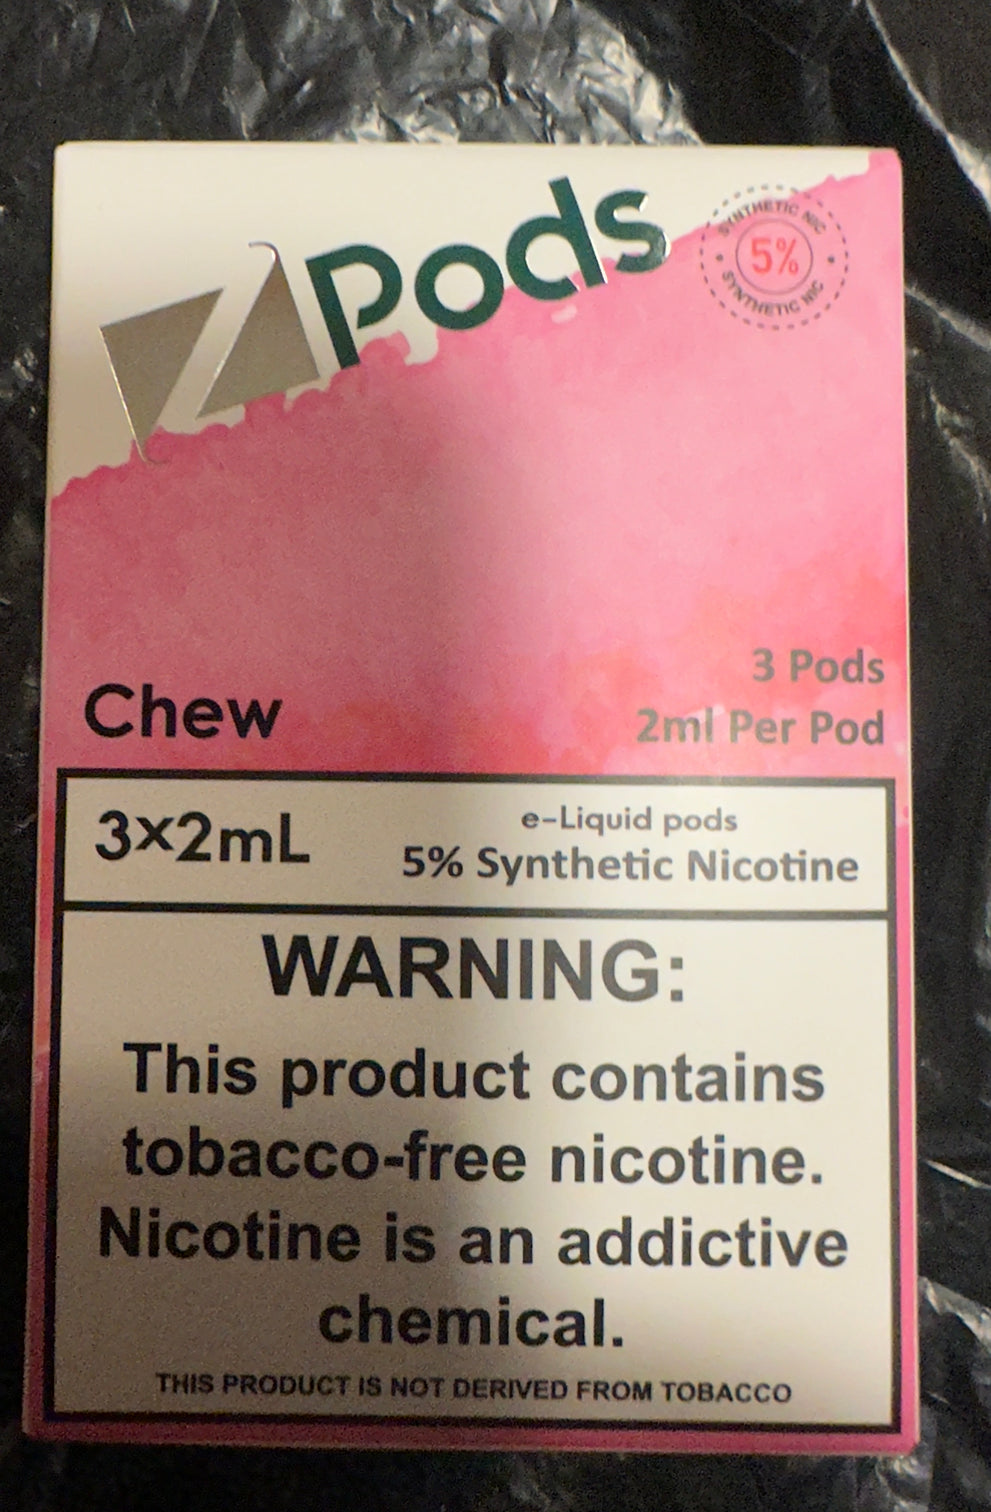 ZPods
SYNTHETIC NIC
5%
SYNTHETIC NIC
3 Pods
Chew
2ml Per Pod
3×2mL
e-Liquid pods
5% Synthetic Nicotine
WARNING:
This product contains
tobacco-free nicotine.
Nicotine is an addictive
chemical.
THIS PRODUCT IS NOT DERIVED FROM TOBACCO